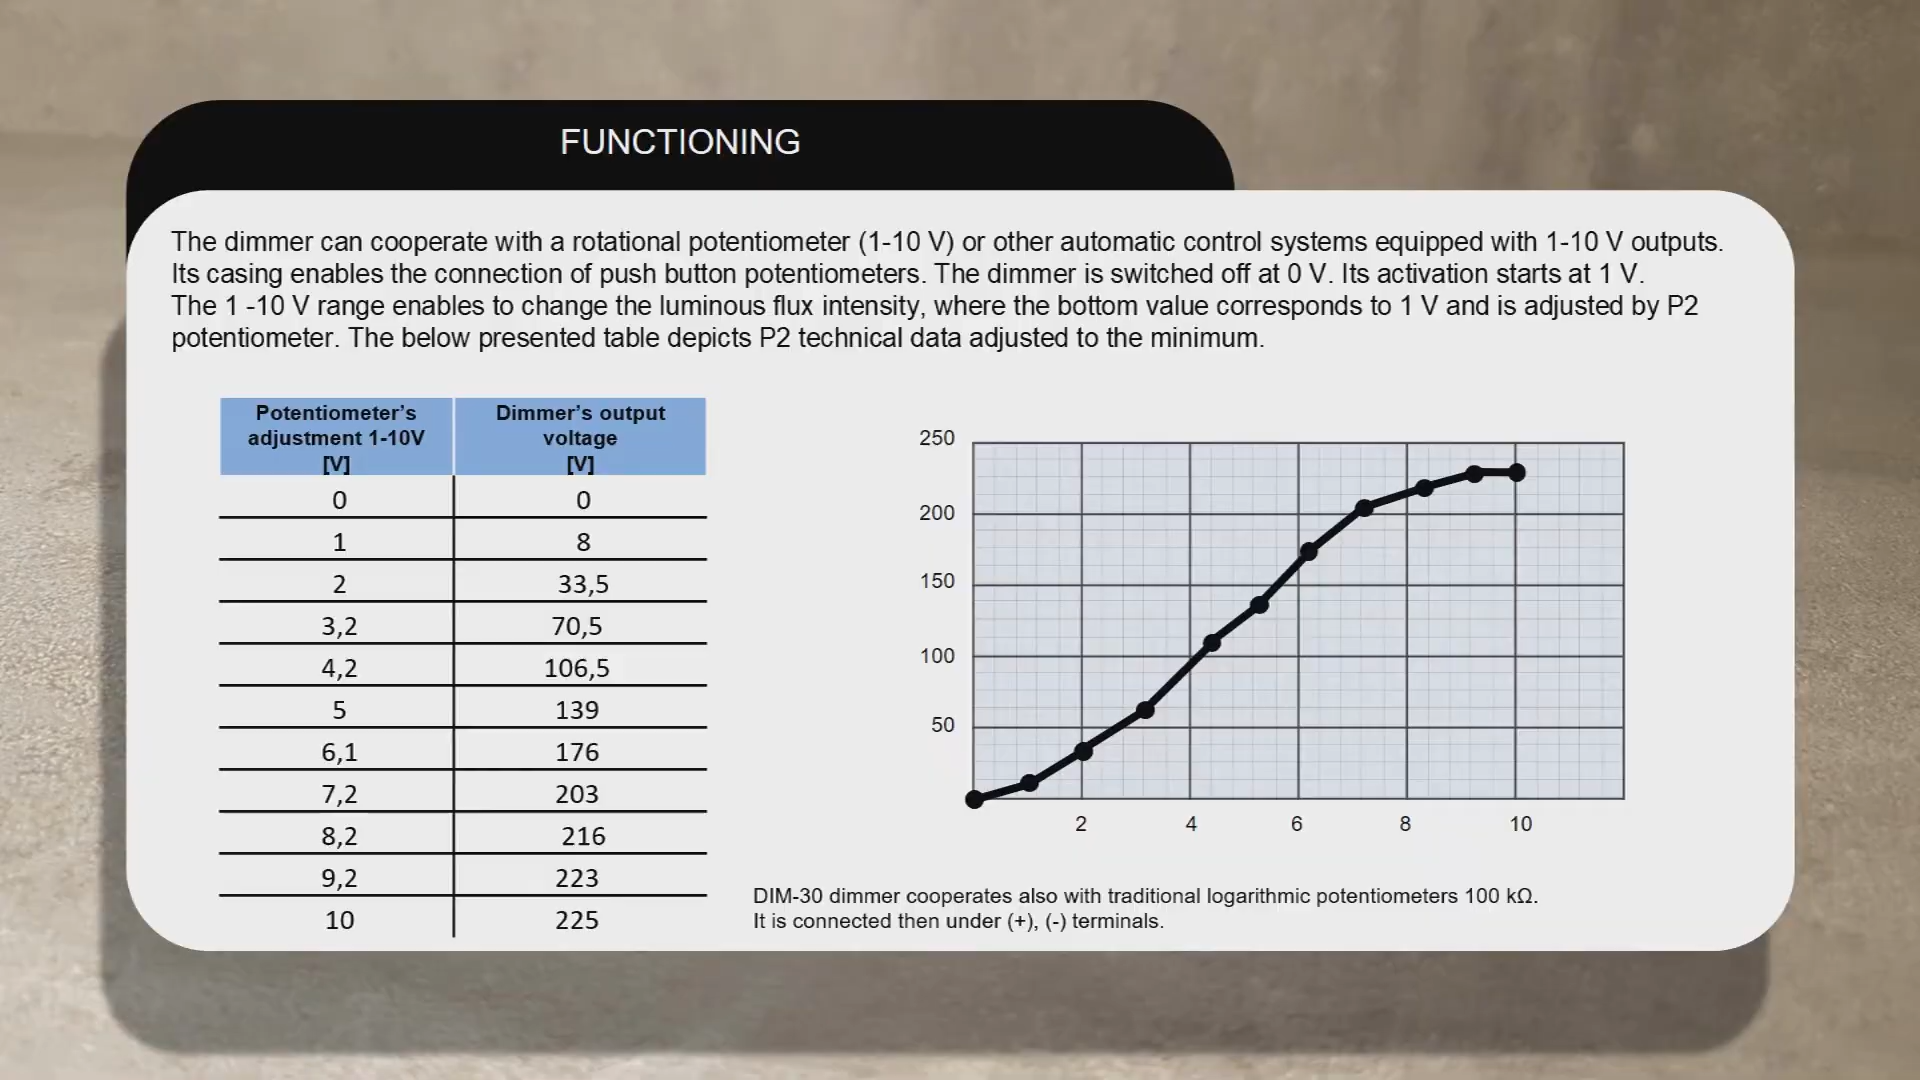 FUNCTIONING
The dimmer can cooperate with a rotational potentiometer (1-10 V) or other automatic control systems equipped with 1-10 V outputs.
Its casing enables the connection of push button potentiometers. The dimmer is switched off at 0 V. Its activation starts at 1 V.
The 1 -10 V range enables to change the luminous flux intensity, where the bottom value corresponds to 1 V and is adjusted by P2
potentiometer. The below presented table depicts P2 technical data adjusted to the minimum.
Potentiometer's adjustment 1-10V [V] Dimmer's output voltage [V]
0 0
1 8
2 33,5
3,2 70,5
4,2 106,5
5 139
6,1 176
7,2 203
8,2 216
9,2 223
10 225
250
200
150
100
50
2 4 6 8 10
DIM-30 dimmer cooperates also with traditional logarithmic potentiometers 100 kΩ.
It is connected then under (+), (-) terminals.